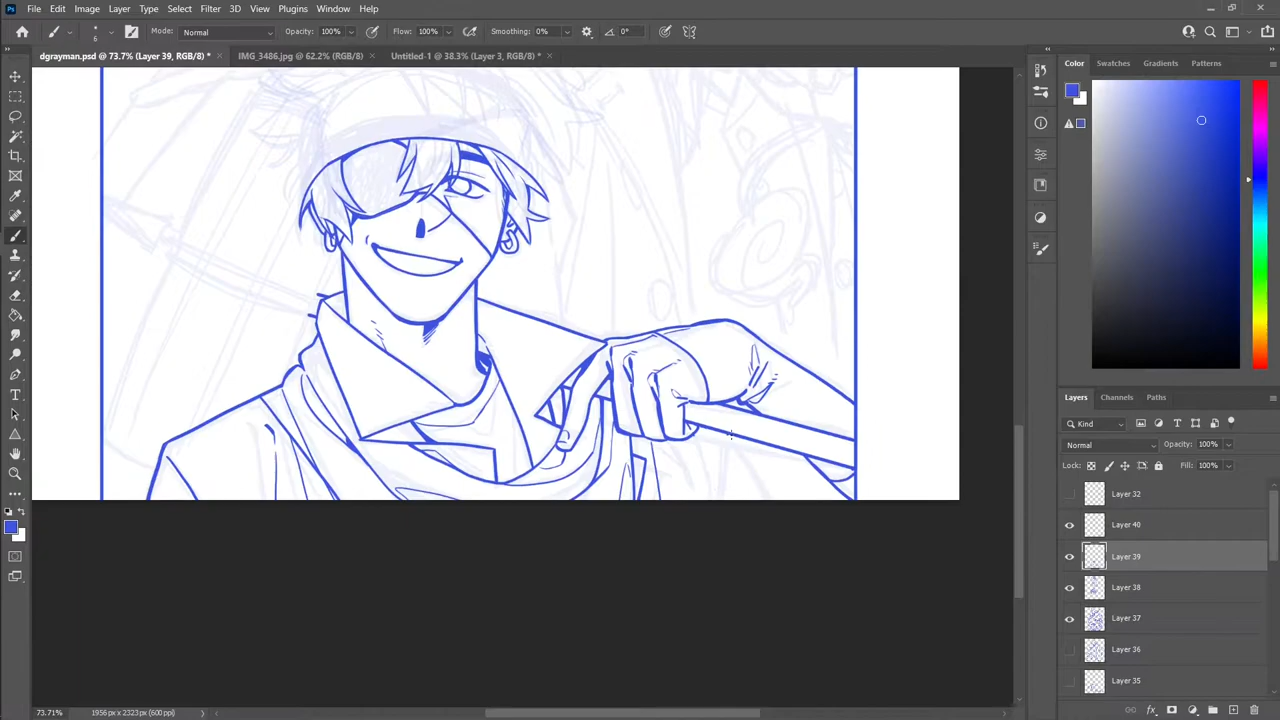 Ps File Edit Image Layer Type Select Filter 3D View Plugins Window Help
6 Mode: Normal Opacity: 100% Flow: 100% Smoothing: 0% 0°
dgrayman.psd @ 73.7% (Layer 39, RGB/8) * × IMG_3486.jpg @ 62.2% (RGB/8) × Untitled-1 @ 38.3% (Layer 3, RGB/8) * ×
Color Swatches Gradients Patterns
Layers Channels Paths
Kind
Normal Opacity: 100%
Lock: Fill: 100%
Layer 32
Layer 40
Layer 39
Layer 38
Layer 37
Layer 36
Layer 35
73.71% 1956 px x 2323 px (600 ppi)